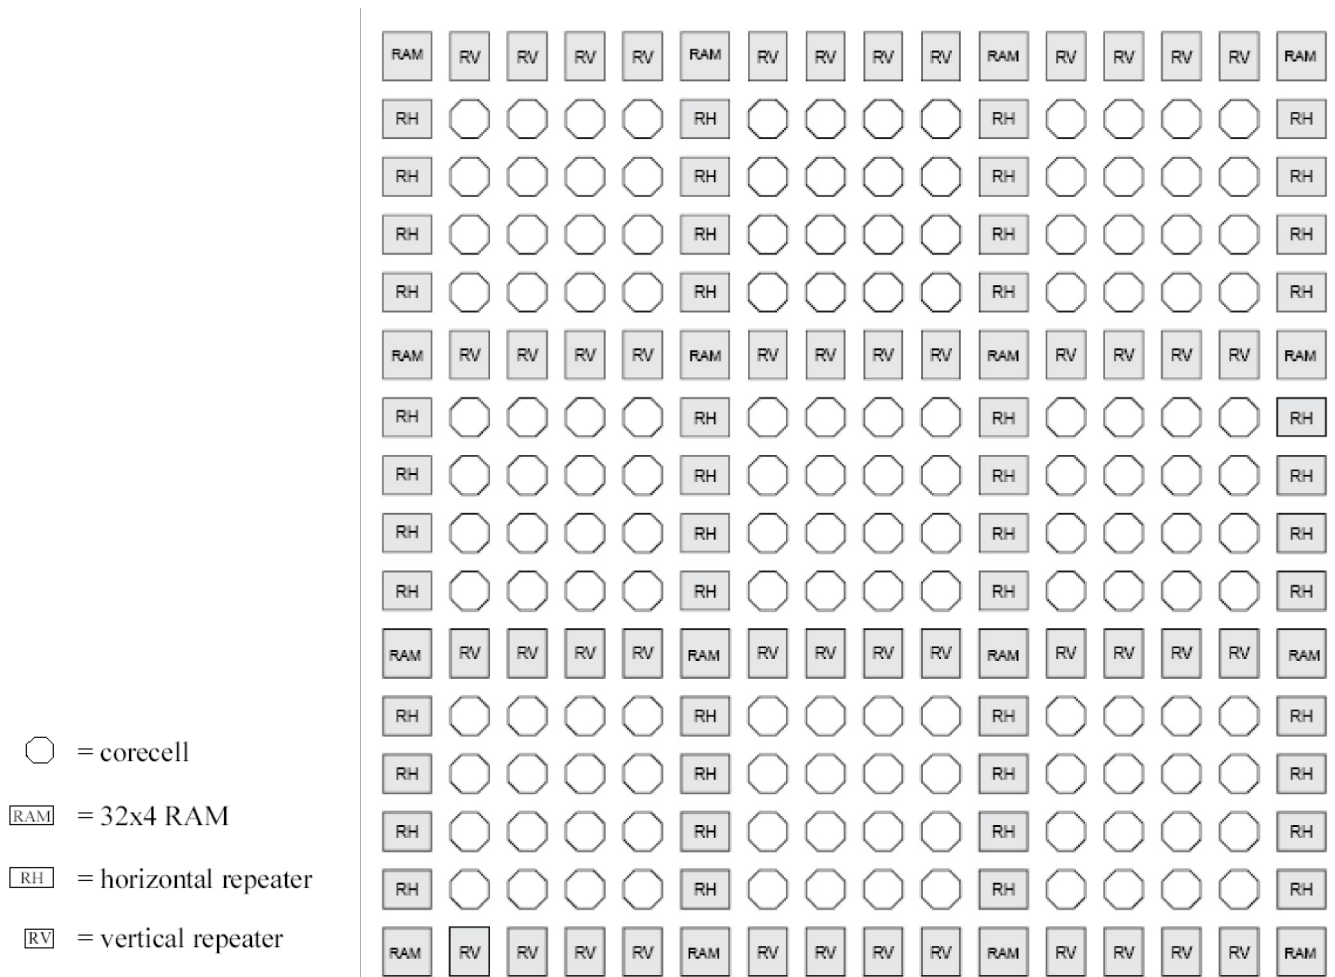 RAM RV RV RV RV RAM RV RV RV RV RAM RV RV RV RV RAM
RH RH RH RH
RH RH RH RH
RH RH RH RH
RH RH RH RH
RAM RV RV RV RV RAM RV RV RV RV RAM RV RV RV RV RAM
RH RH RH RH
RH RH RH RH
RH RH RH RH
RH RH RH RH
RAM RV RV RV RV RAM RV RV RV RV RAM RV RV RV RV RAM
RH RH RH RH
RH RH RH RH
RH RH RH RH
RH RH RH RH
RAM RV RV RV RV RAM RV RV RV RV RAM RV RV RV RV RAM
= corecell
RAM = 32x4 RAM
RH = horizontal repeater
RV = vertical repeater